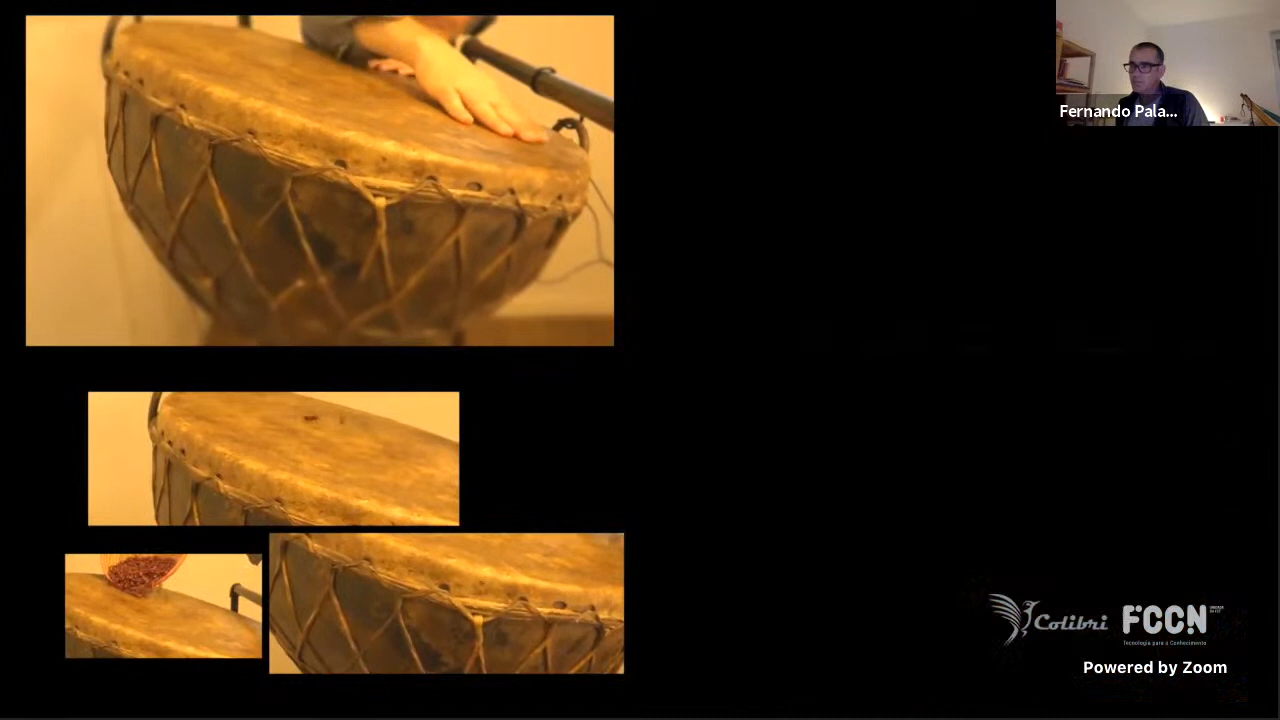 Fernando Pala...
Colibri FCCN
Tecnologia para o Conhecimento
Powered by Zoom